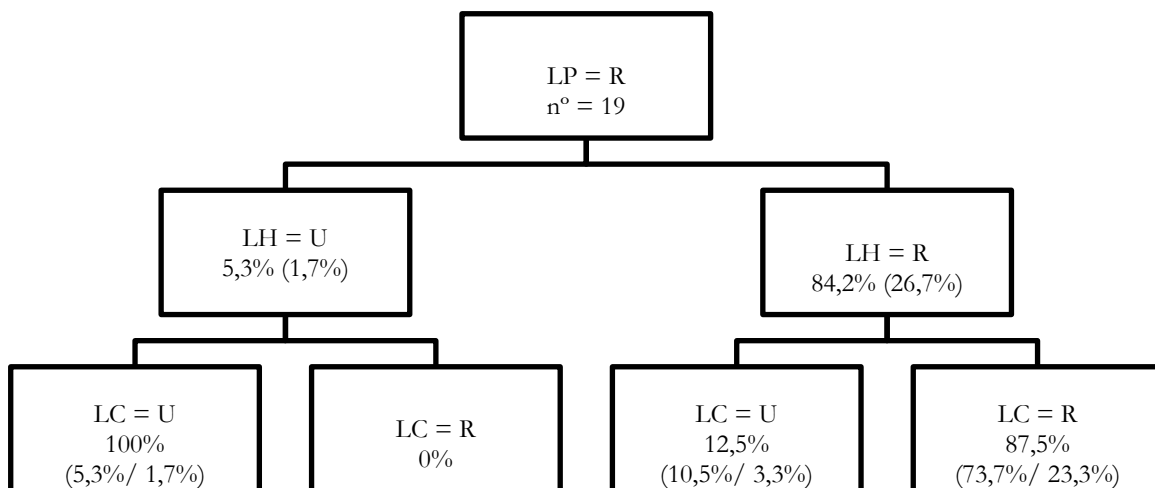 LP = R
nº = 19
LH = U
5,3% (1,7%)
LH = R
84,2% (26,7%)
LC = U
100%
(5,3%/ 1,7%)
LC = R
0%
LC = U
12,5%
(10,5%/ 3,3%)
LC = R
87,5%
(73,7%/ 23,3%)